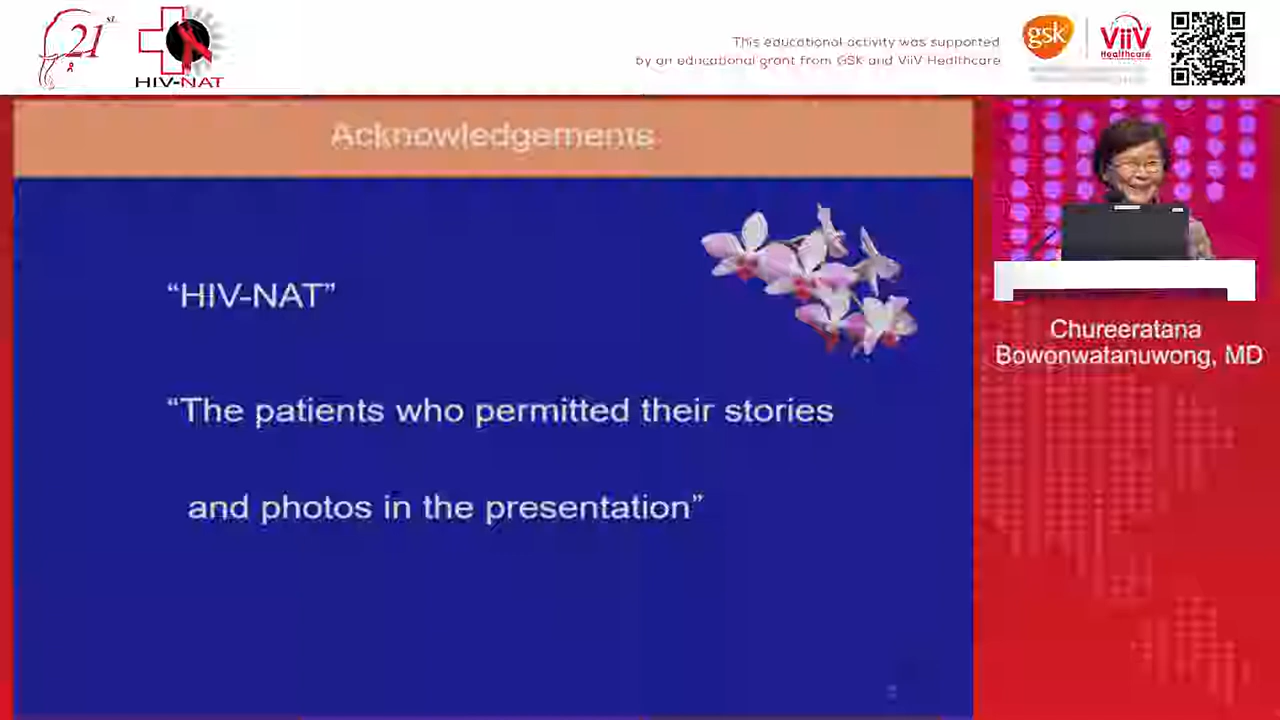 21st
HIV-NAT
This educational activity was supported
by an educational grant from GSK and ViiV Healthcare
gsk
ViiV
Healthcare
Acknowledgements
“HIV-NAT”
“The patients who permitted their stories
and photos in the presentation”
Chureeratana
Bowonwatanuwong, MD